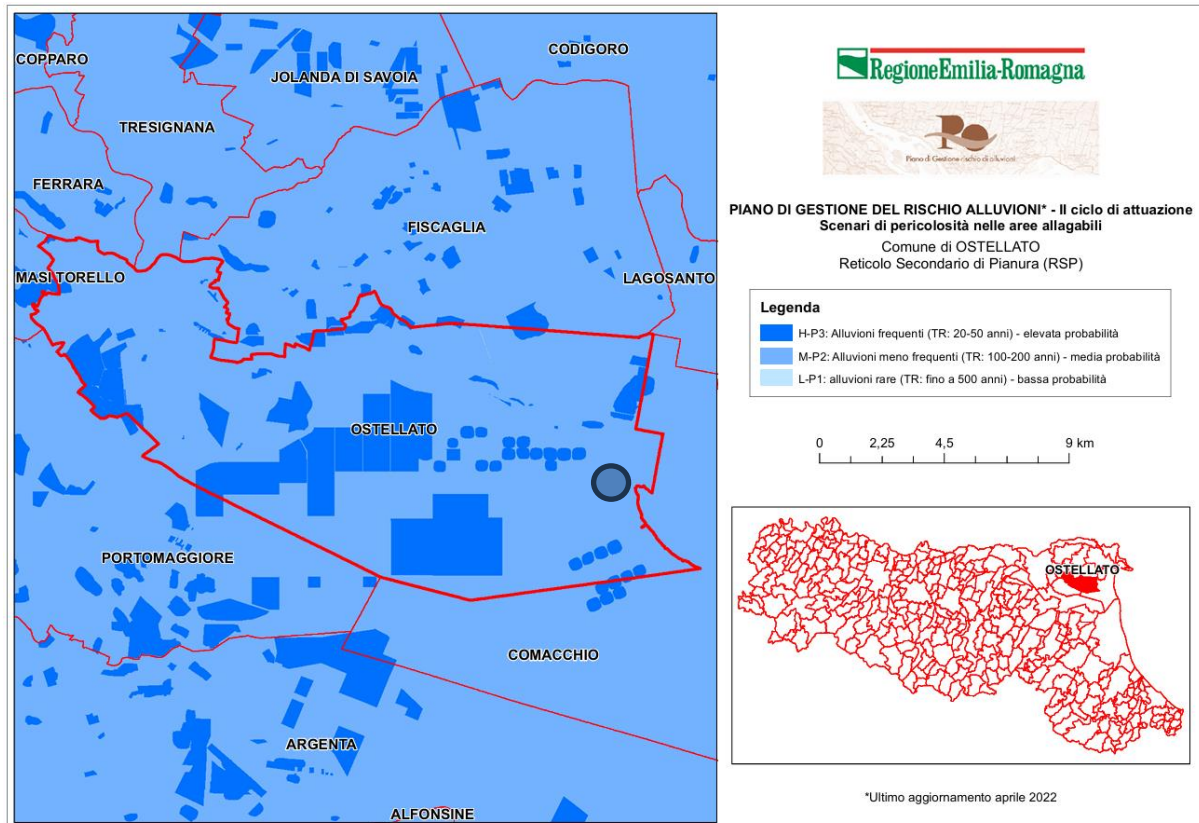 COPPARO
CODIGORO
JOLANDA DI SAVOIA
TRESIGNANA
FERRARA
FISCAGLIA
MASI TORELLO
LAGOSANTO
OSTELLATO
PORTOMAGGIORE
COMACCHIO
ARGENTA
ALFONSINE
RegioneEmilia-Romagna
Po
Piano di Gestione rischio di alluvioni
PIANO DI GESTIONE DEL RISCHIO ALLUVIONI* - II ciclo di attuazione
Scenari di pericolosità nelle aree allagabili
Comune di OSTELLATO
Reticolo Secondario di Pianura (RSP)
Legenda
H-P3: Alluvioni frequenti (TR: 20-50 anni) - elevata probabilità
M-P2: Alluvioni meno frequenti (TR: 100-200 anni) - media probabilità
L-P1: alluvioni rare (TR: fino a 500 anni) - bassa probabilità
0 2,25 4,5 9 km
OSTELLATO
*Ultimo aggiornamento aprile 2022